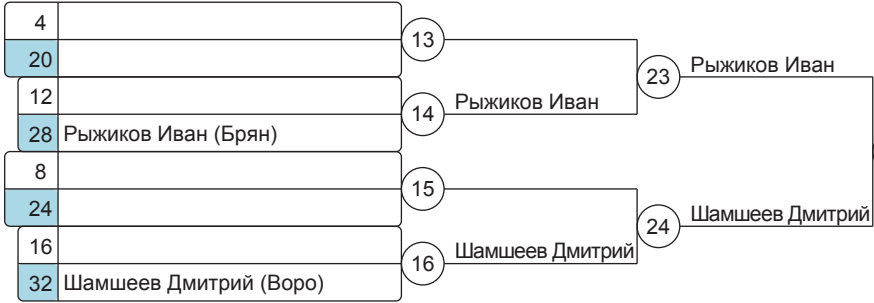 4
13
20
23 Рыжиков Иван
12
14 Рыжиков Иван
28 Рыжиков Иван (Брян)
8
15
24
24 Шамшеев Дмитрий
16
16 Шамшеев Дмитрий
32 Шамшеев Дмитрий (Воро)